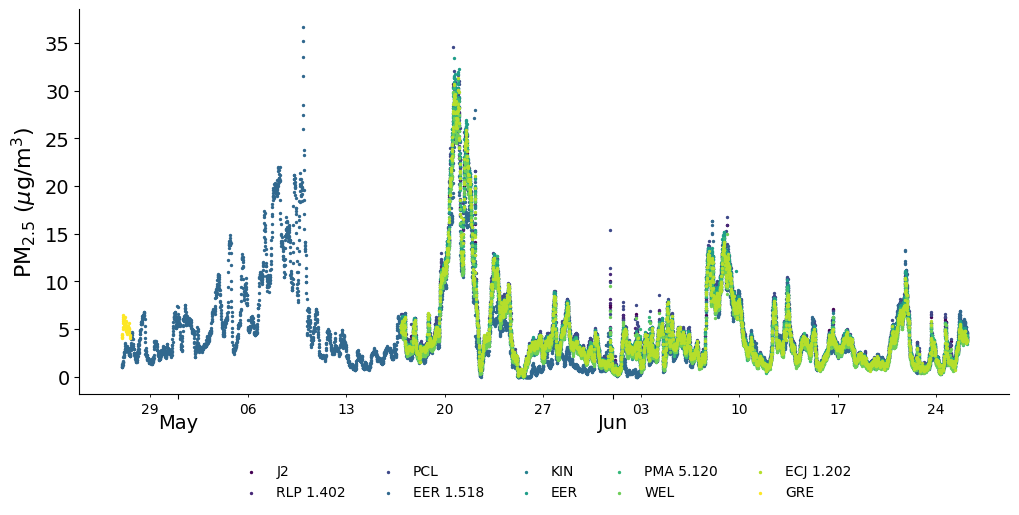 35
30
25
20
15
10
5
0
PM2.5 (μg/m3)
29 06 13 20 27 03 10 17 24
May Jun
J2 PCL KIN PMA 5.120 ECJ 1.202
RLP 1.402 EER 1.518 EER WEL GRE